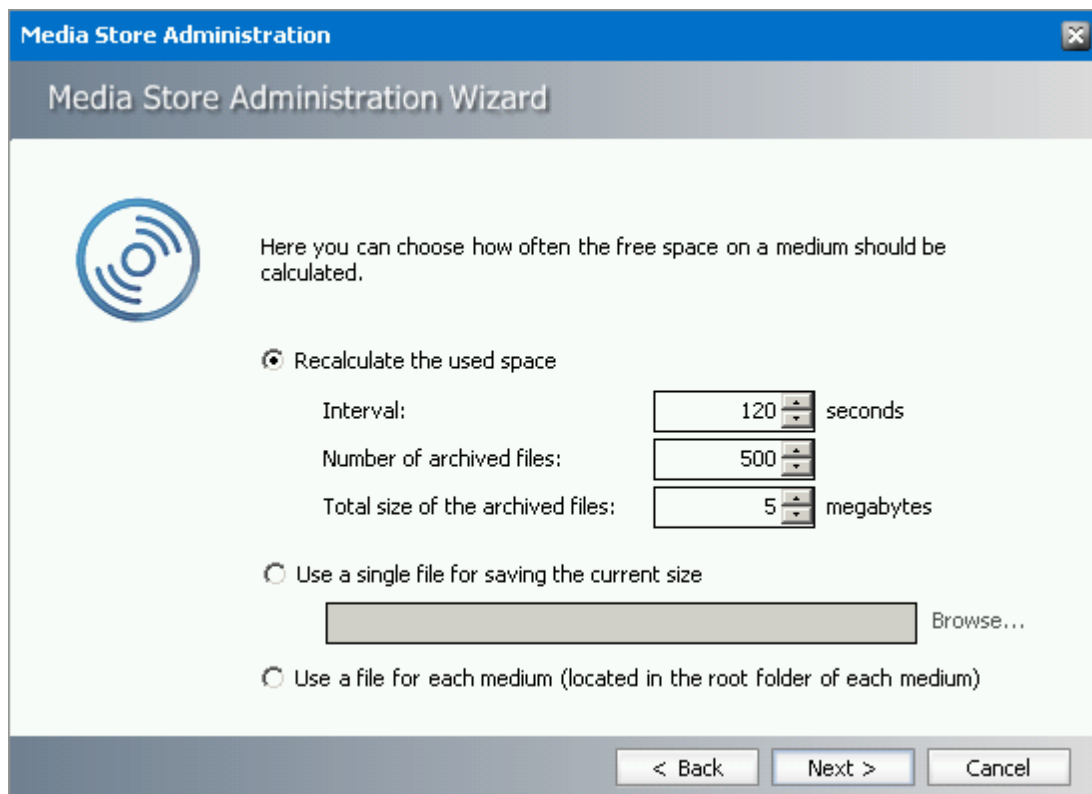 Media Store Administration
Media Store Administration Wizard
Here you can choose how often the free space on a medium should be
calculated.
Recalculate the used space
Interval: 120 seconds
Number of archived files: 500
Total size of the archived files: 5 megabytes
Use a single file for saving the current size
Browse...
Use a file for each medium (located in the root folder of each medium)
< Back Next > Cancel